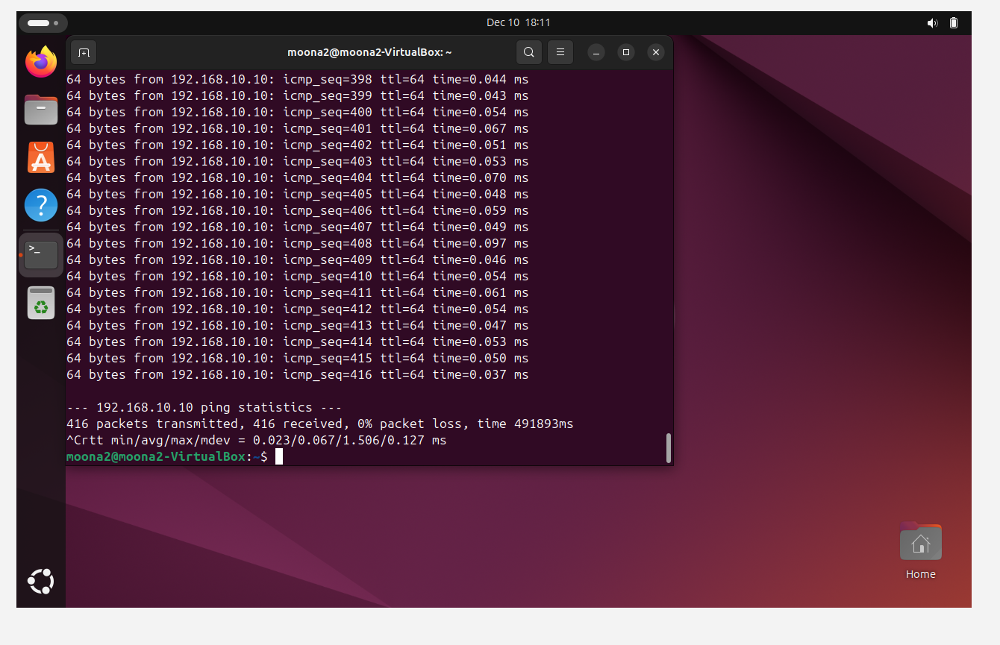 Dec 10 18:11
moona2@moona2-VirtualBox: ~
64 bytes from 192.168.10.10: icmp_seq=398 ttl=64 time=0.044 ms
64 bytes from 192.168.10.10: icmp_seq=399 ttl=64 time=0.043 ms
64 bytes from 192.168.10.10: icmp_seq=400 ttl=64 time=0.054 ms
64 bytes from 192.168.10.10: icmp_seq=401 ttl=64 time=0.067 ms
64 bytes from 192.168.10.10: icmp_seq=402 ttl=64 time=0.051 ms
64 bytes from 192.168.10.10: icmp_seq=403 ttl=64 time=0.053 ms
64 bytes from 192.168.10.10: icmp_seq=404 ttl=64 time=0.070 ms
64 bytes from 192.168.10.10: icmp_seq=405 ttl=64 time=0.048 ms
64 bytes from 192.168.10.10: icmp_seq=406 ttl=64 time=0.059 ms
64 bytes from 192.168.10.10: icmp_seq=407 ttl=64 time=0.049 ms
64 bytes from 192.168.10.10: icmp_seq=408 ttl=64 time=0.097 ms
64 bytes from 192.168.10.10: icmp_seq=409 ttl=64 time=0.046 ms
64 bytes from 192.168.10.10: icmp_seq=410 ttl=64 time=0.054 ms
64 bytes from 192.168.10.10: icmp_seq=411 ttl=64 time=0.061 ms
64 bytes from 192.168.10.10: icmp_seq=412 ttl=64 time=0.054 ms
64 bytes from 192.168.10.10: icmp_seq=413 ttl=64 time=0.047 ms
64 bytes from 192.168.10.10: icmp_seq=414 ttl=64 time=0.053 ms
64 bytes from 192.168.10.10: icmp_seq=415 ttl=64 time=0.050 ms
64 bytes from 192.168.10.10: icmp_seq=416 ttl=64 time=0.037 ms
--- 192.168.10.10 ping statistics ---
416 packets transmitted, 416 received, 0% packet loss, time 491893ms
^Crtt min/avg/max/mdev = 0.023/0.067/1.506/0.127 ms
moona2@moona2-VirtualBox:~$
Home